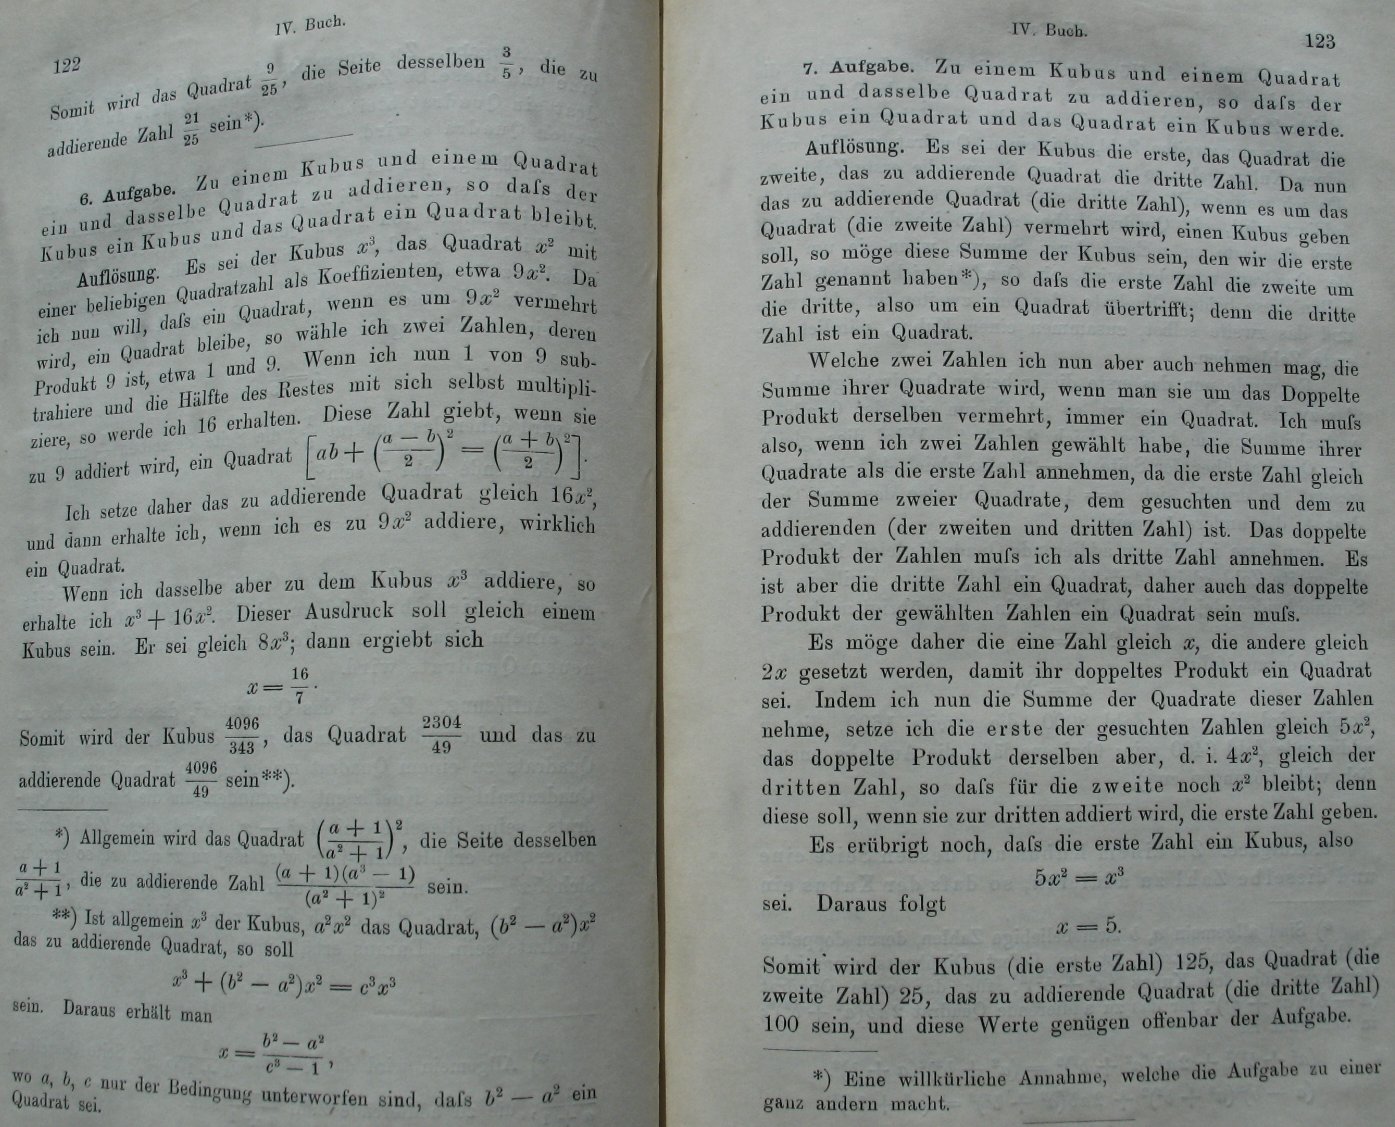 IV. Buch.
122
Somit wird das Quadrat 9/25, die Seite desselben 3/5, die zu
addierende Zahl 21/25 sein*).
6. Aufgabe. Zu einem Kubus und einem Quadrat
ein und dasselbe Quadrat zu addieren, so daſs der
Kubus ein Kubus und das Quadrat ein Quadrat bleibt.
Auflösung. Es sei der Kubus x³, das Quadrat x² mit
einer beliebigen Quadratzahl als Koeffizienten, etwa 9x². Da
ich nun will, daſs ein Quadrat, wenn es um 9x² vermehrt
wird, ein Quadrat bleibe, so wähle ich zwei Zahlen, deren
Produkt 9 ist, etwa 1 und 9. Wenn ich nun 1 von 9 sub-
trahiere und die Hälfte des Restes mit sich selbst multipli-
ziere, so werde ich 16 erhalten. Diese Zahl giebt, wenn sie
zu 9 addiert wird, ein Quadrat [ab + ((a − b)/2)² = ((a + b)/2)²].
Ich setze daher das zu addierende Quadrat gleich 16x²,
und dann erhalte ich, wenn ich es zu 9x² addiere, wirklich
ein Quadrat.
Wenn ich dasselbe aber zu dem Kubus x³ addiere, so
erhalte ich x³ + 16x². Dieser Ausdruck soll gleich einem
Kubus sein. Er sei gleich 8x³; dann ergiebt sich
x = 16/7.
Somit wird der Kubus 4096/343, das Quadrat 2304/49 und das zu
addierende Quadrat 4096/49 sein**).
*) Allgemein wird das Quadrat ((a + 1)/(a² + 1))², die Seite desselben
(a + 1)/(a² + 1), die zu addierende Zahl (a + 1)(a³ − 1)/(a² + 1)² sein.
**) Ist allgemein x³ der Kubus, a²x² das Quadrat, (b² − a²)x²
das zu addierende Quadrat, so soll
x³ + (b² − a²)x² = c³x³
sein. Daraus erhält man
x = (b² − a²)/(c³ − 1),
wo a, b, c nur der Bedingung unterworfen sind, daſs b² − a² ein
Quadrat sei.
IV. Buch.
123
7. Aufgabe. Zu einem Kubus und einem Quadrat
ein und dasselbe Quadrat zu addieren, so daſs der
Kubus ein Quadrat und das Quadrat ein Kubus werde.
Auflösung. Es sei der Kubus die erste, das Quadrat die
zweite, das zu addierende Quadrat die dritte Zahl. Da nun
das zu addierende Quadrat (die dritte Zahl), wenn es um das
Quadrat (die zweite Zahl) vermehrt wird, einen Kubus geben
soll, so möge diese Summe der Kubus sein, den wir die erste
Zahl genannt haben*), so daſs die erste Zahl die zweite um
die dritte, also um ein Quadrat übertrifft; denn die dritte
Zahl ist ein Quadrat.
Welche zwei Zahlen ich nun aber auch nehmen mag, die
Summe ihrer Quadrate wird, wenn man sie um das Doppelte
Produkt derselben vermehrt, immer ein Quadrat. Ich muſs
also, wenn ich zwei Zahlen gewählt habe, die Summe ihrer
Quadrate als die erste Zahl annehmen, da die erste Zahl gleich
der Summe zweier Quadrate, dem gesuchten und dem zu
addierenden (der zweiten und dritten Zahl) ist. Das doppelte
Produkt der Zahlen muſs ich als dritte Zahl annehmen. Es
ist aber die dritte Zahl ein Quadrat, daher auch das doppelte
Produkt der gewählten Zahlen ein Quadrat sein muſs.
Es möge daher die eine Zahl gleich x, die andere gleich
2x gesetzt werden, damit ihr doppeltes Produkt ein Quadrat
sei. Indem ich nun die Summe der Quadrate dieser Zahlen
nehme, setze ich die erste der gesuchten Zahlen gleich 5x²,
das doppelte Produkt derselben aber, d. i. 4x², gleich der
dritten Zahl, so daſs für die zweite noch x² bleibt; denn
diese soll, wenn sie zur dritten addiert wird, die erste Zahl geben.
Es erübrigt noch, daſs die erste Zahl ein Kubus, also
5x² = x³
sei. Daraus folgt
x = 5.
Somit wird der Kubus (die erste Zahl) 125, das Quadrat (die
zweite Zahl) 25, das zu addierende Quadrat (die dritte Zahl)
100 sein, und diese Werte genügen offenbar der Aufgabe.
*) Eine willkürliche Annahme, welche die Aufgabe zu einer
ganz andern macht.